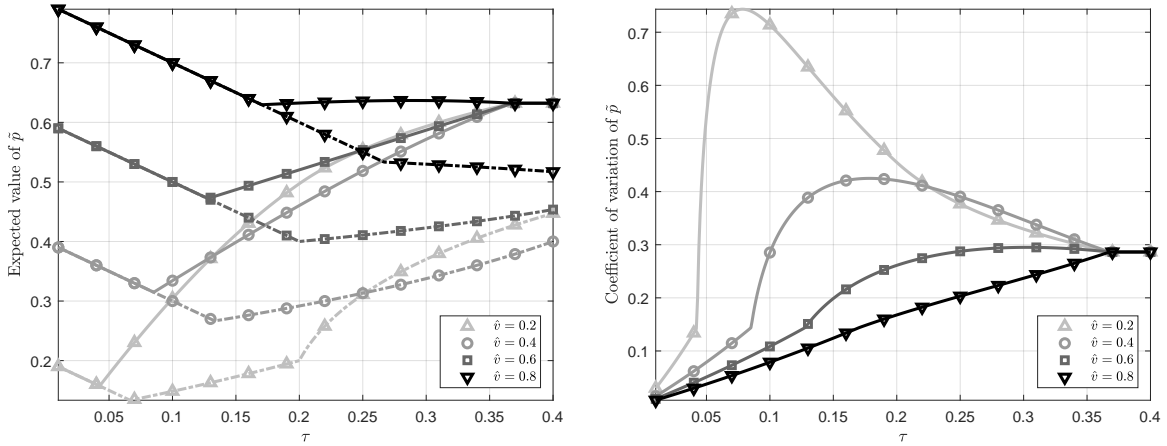 Expected value of p̃
0.7
0.6
0.5
0.4
0.3
0.2
0.05 0.1 0.15 0.2 0.25 0.3 0.35 0.4
τ
v̂ = 0.2
v̂ = 0.4
v̂ = 0.6
v̂ = 0.8
Coefficient of variation of p̃
0.7
0.6
0.5
0.4
0.3
0.2
0.1
0.05 0.1 0.15 0.2 0.25 0.3 0.35 0.4
τ
v̂ = 0.2
v̂ = 0.4
v̂ = 0.6
v̂ = 0.8